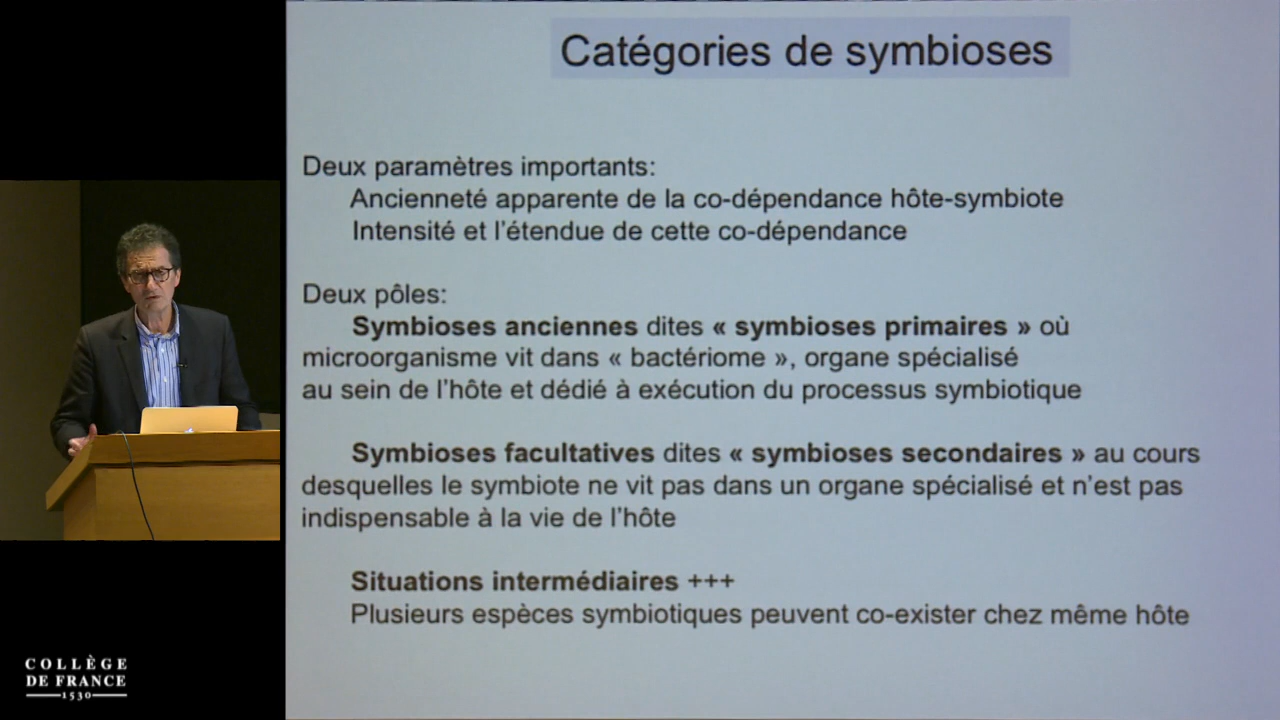 Catégories de symbioses
Deux paramètres importants:
Ancienneté apparente de la co-dépendance hôte-symbiote
Intensité et l'étendue de cette co-dépendance
Deux pôles:
Symbioses anciennes dites « symbioses primaires » où
microorganisme vit dans « bactériome », organe spécialisé
au sein de l'hôte et dédié à exécution du processus symbiotique
Symbioses facultatives dites « symbioses secondaires » au cours
desquelles le symbiote ne vit pas dans un organe spécialisé et n'est pas
indispensable à la vie de l'hôte
Situations intermédiaires +++
Plusieurs espèces symbiotiques peuvent co-exister chez même hôte
COLLÈGE
DE FRANCE
1530